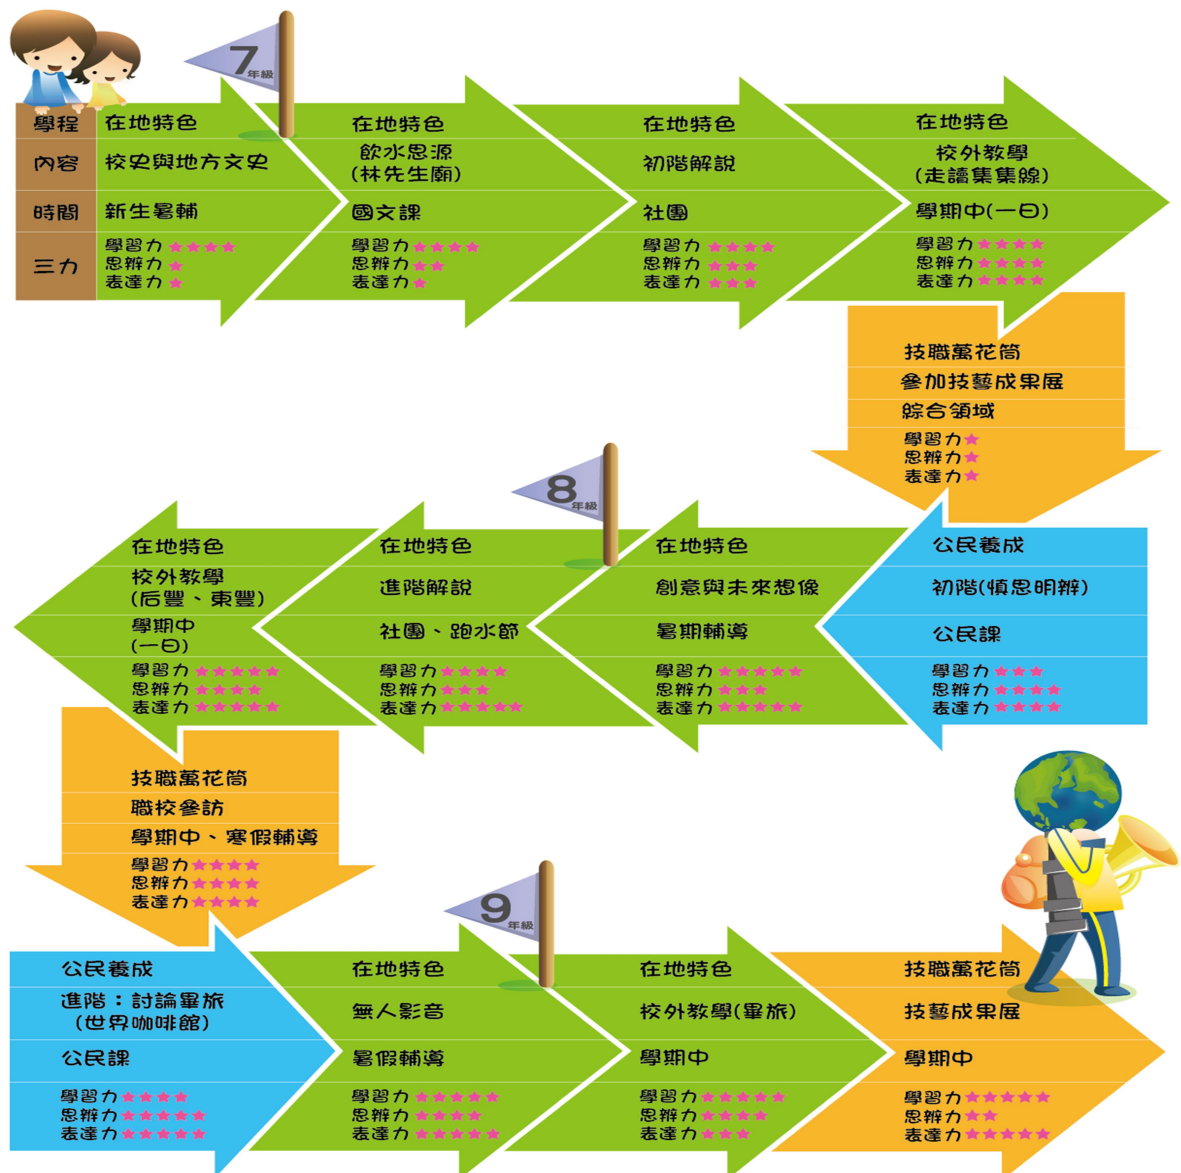 7年級
學程
內容
時間
三力
在地特色
校史與地方文史
新生暑輔
學習力★★★★
思辨力★
表達力★
在地特色
飲水思源
(林先生廟)
國文課
學習力★★★★
思辨力★★
表達力★
在地特色
初階解說
社團
學習力★★★★
思辨力★★★
表達力★★★
在地特色
校外教學
(走讀集集線)
學期中(一日)
學習力★★★★
思辨力★★★★
表達力★★★★
技職萬花筒
參加技藝成果展
綜合領域
學習力★
思辨力★
表達力★
公民養成
初階(慎思明辨)
公民課
學習力★★★
思辨力★★★★
表達力★★★★
8年級
在地特色
創意與未來想像
暑期輔導
學習力★★★★★
思辨力★★★
表達力★★★★★
在地特色
進階解說
社團、跑水節
學習力★★★★
思辨力★★★
表達力★★★★★
在地特色
校外教學
(后豐、東豐)
學期中
(一日)
學習力★★★★★
思辨力★★★★
表達力★★★★★
技職萬花筒
職校參訪
學期中、寒假輔導
學習力★★★★
思辨力★★★★
表達力★★★★
公民養成
進階：討論畢旅
(世界咖啡館)
公民課
學習力★★★★
思辨力★★★★★
表達力★★★★★
9年級
在地特色
無人影音
暑假輔導
學習力★★★★★
思辨力★★★★
表達力★★★★★
在地特色
校外教學(畢旅)
學期中
學習力★★★★★
思辨力★★★★
表達力★★★
技職萬花筒
技藝成果展
學期中
學習力★★★★★
思辨力★★
表達力★★★★★